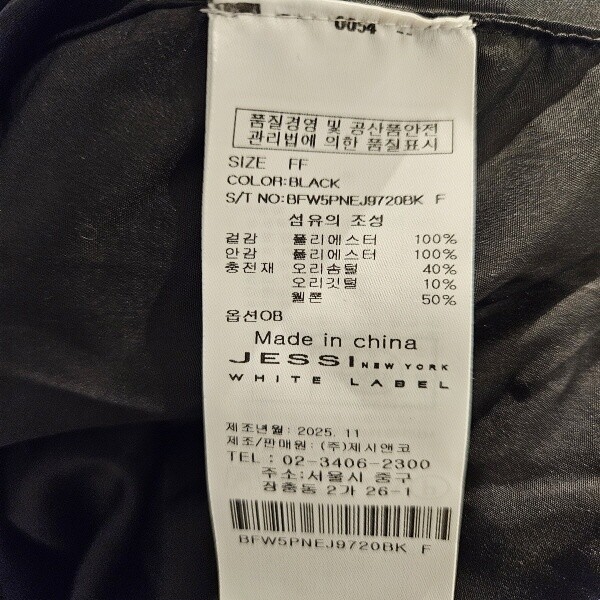 0054
품질경영 및 공산품안전
관리법에 의한 품질표시
SIZE FF
COLOR:BLACK
S/T NO:BFW5PNEJ9720BK F
섬유의 조성
겉감 폴리에스터 100%
안감 폴리에스터 100%
충전재 오리솜털 40%
오리깃털 10%
웰론 50%
옵션OB
Made in china
JESSI NEW YORK
WHITE LABEL
제조년월: 2025. 11
제조/판매원: (주)제시앤코
TEL: 02-3406-2300
주소:서울시 중구
장충동 2가 26-1
BFW5PNEJ9720BK F